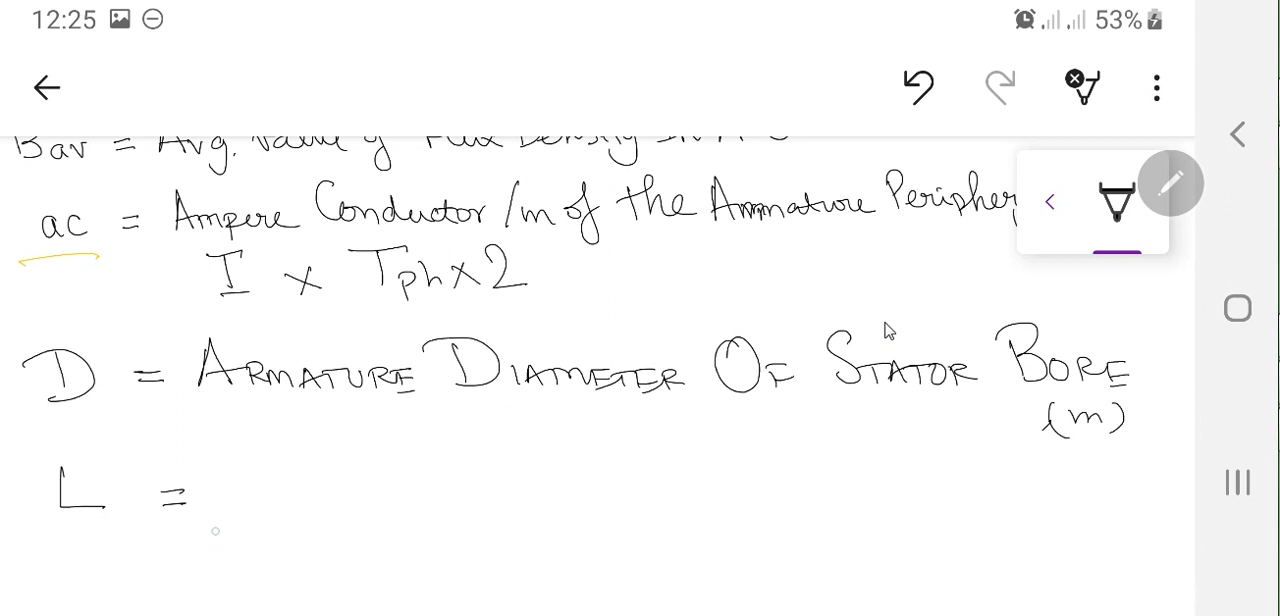 12:25 53%
Bav = Avg. Value of Flux Density in
ac = Ampere Conductor /m of the Ammature Peripher
I × Tph×2
D = ARMATURE DIAMETER OF STATOR BORE
(m)
L =